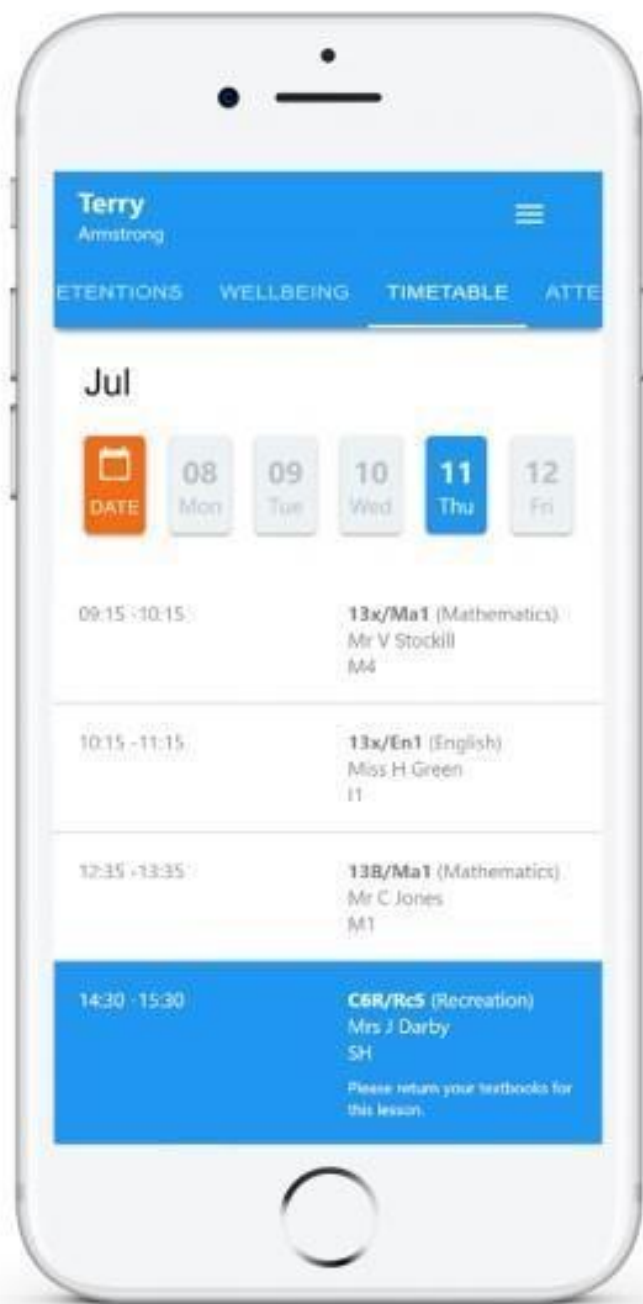 Terry
Armstrong
ETENTIONS WELLBEING TIMETABLE ATTE
Jul
DATE 08 Mon 09 Tue 10 Wed 11 Thu 12 Fri
09:15 -10:15
13x/Ma1 (Mathematics)
Mr V Stockill
M4
10:15 -11:15
13x/En1 (English)
Miss H Green
I1
12:35 -13:35
13B/Ma1 (Mathematics)
Mr C Jones
M1
14:30 -15:30
C6R/Rc5 (Recreation)
Mrs J Darby
SH
Please return your textbooks for
this lesson.